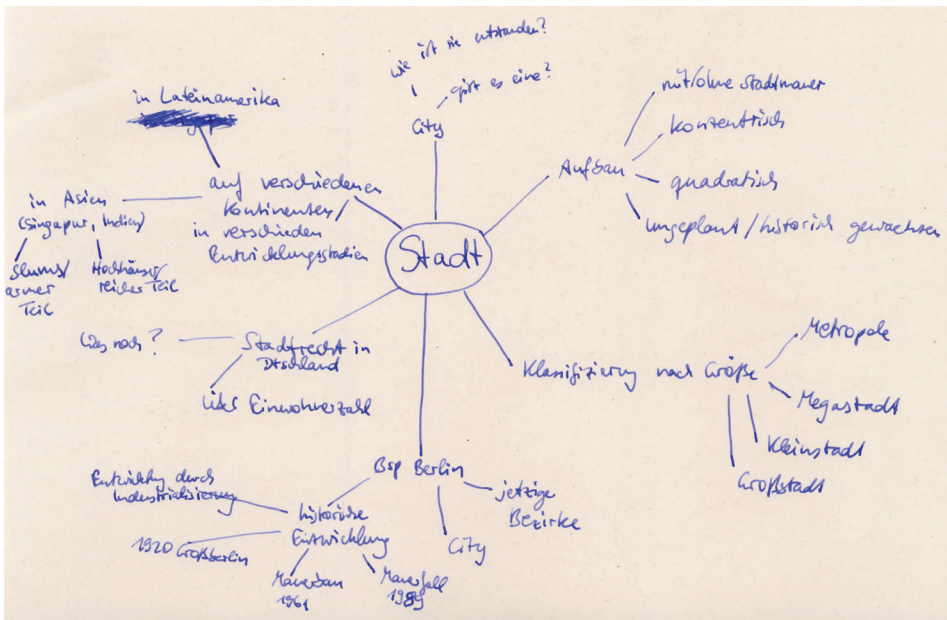 wie ist sie entstanden?
gibt es eine?
City
in Lateinamerika
auf verschiedenen
Kontinenten/
in verschieden
Entwicklungsstadien
in Asien
(Singapur, Indien)
Slums/
armer
Teil
Hochhäuser/
reicher Teil
mit/ohne Stadtmauer
konzentrisch
Aufbau
quadratisch
ungeplant/historisch gewachsen
Stadt
Was noch?
Stadtrecht in
Dtschland
über Einwohnerzahl
Klassifizierung nach Größe
Metropole
Megastadt
Kleinstadt
Großstadt
Bsp Berlin
jetzige
Bezirke
City
historische
Entwicklung
Entwicklung durch
Industrialisierung
1920 Großberlin
Mauerbau
1961
Mauerfall
1989